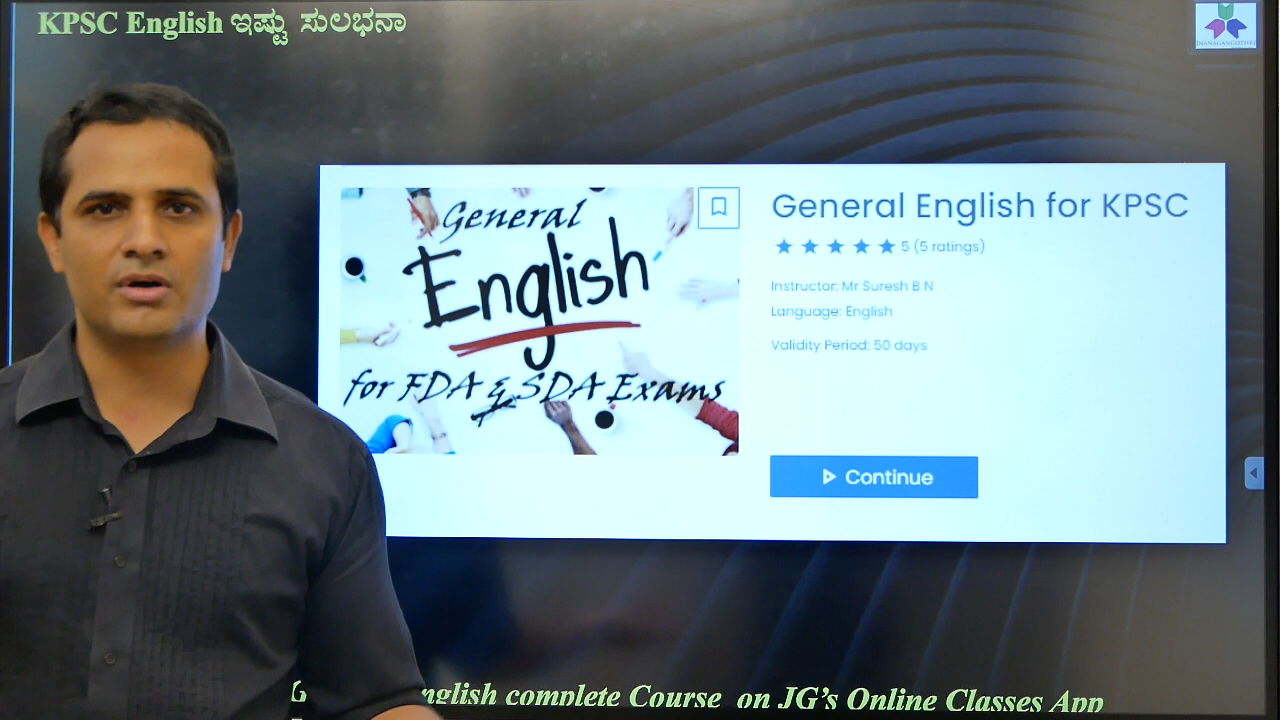 KPSC English ಇಷ್ಟು ಸುಲಭನಾ
JNANAGANGOTHRI
General
English
for FDA & SDA Exams
General English for KPSC
5 (5 ratings)
Instructor: Mr Suresh B N
Language: English
Validity Period: 50 days
Continue
complete Course on JG's Online Classes App